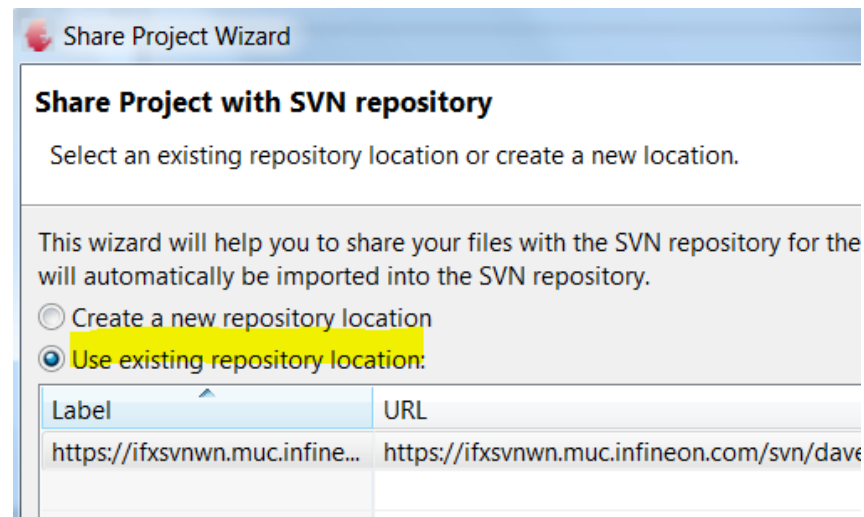 Share Project Wizard
Share Project with SVN repository
Select an existing repository location or create a new location.
This wizard will help you to share your files with the SVN repository for the
will automatically be imported into the SVN repository.
Create a new repository location
Use existing repository location:
Label URL
https://ifxsvnwn.muc.infine... https://ifxsvnwn.muc.infineon.com/svn/dave